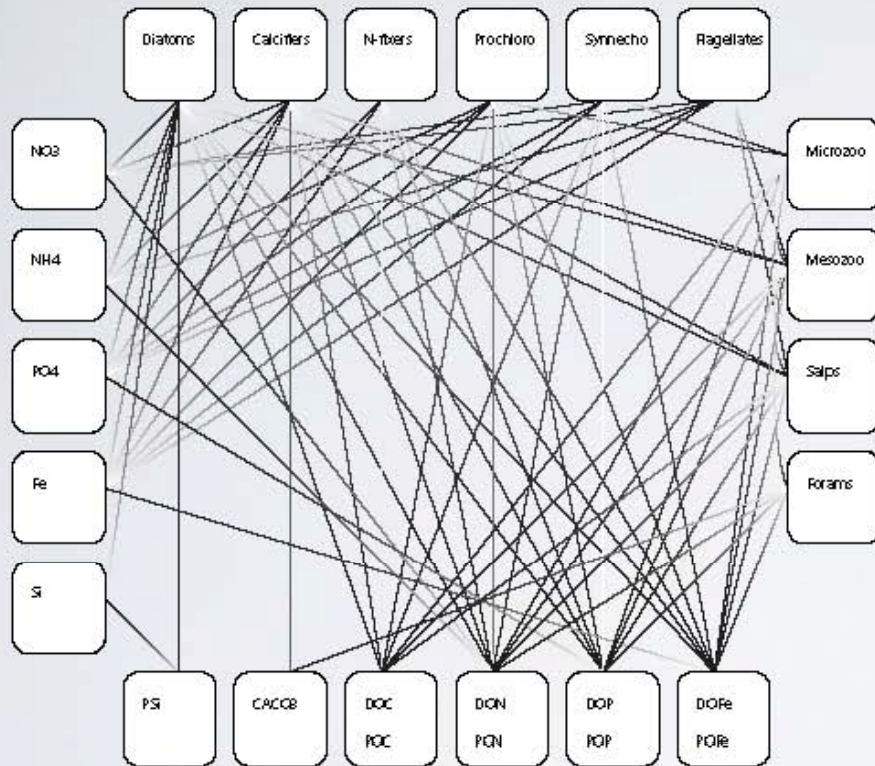 Diatoms
Calcifiers
N-fixers
Prochloro
Synnecho
Flagellates
NO3
Microzoo
NH4
Mesozoo
PO4
Salps
Fe
Forams
Si
PSi
CACO3
DOC
POC
DON
PON
DOP
POP
DOFe
POFe